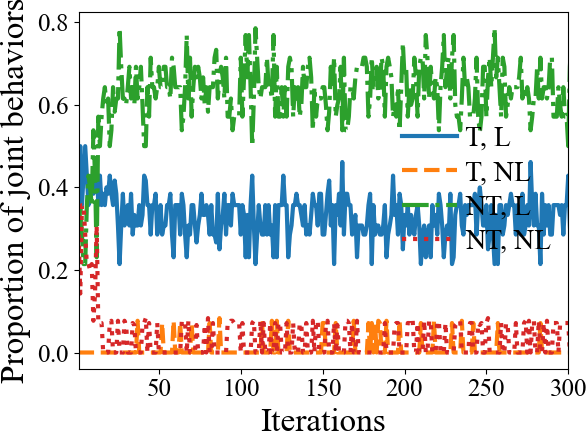 Proportion of joint behaviors
0.8
0.6
0.4
0.2
0.0
T, L
T, NL
NT, L
NT, NL
50
100
150
200
250
300
Iterations